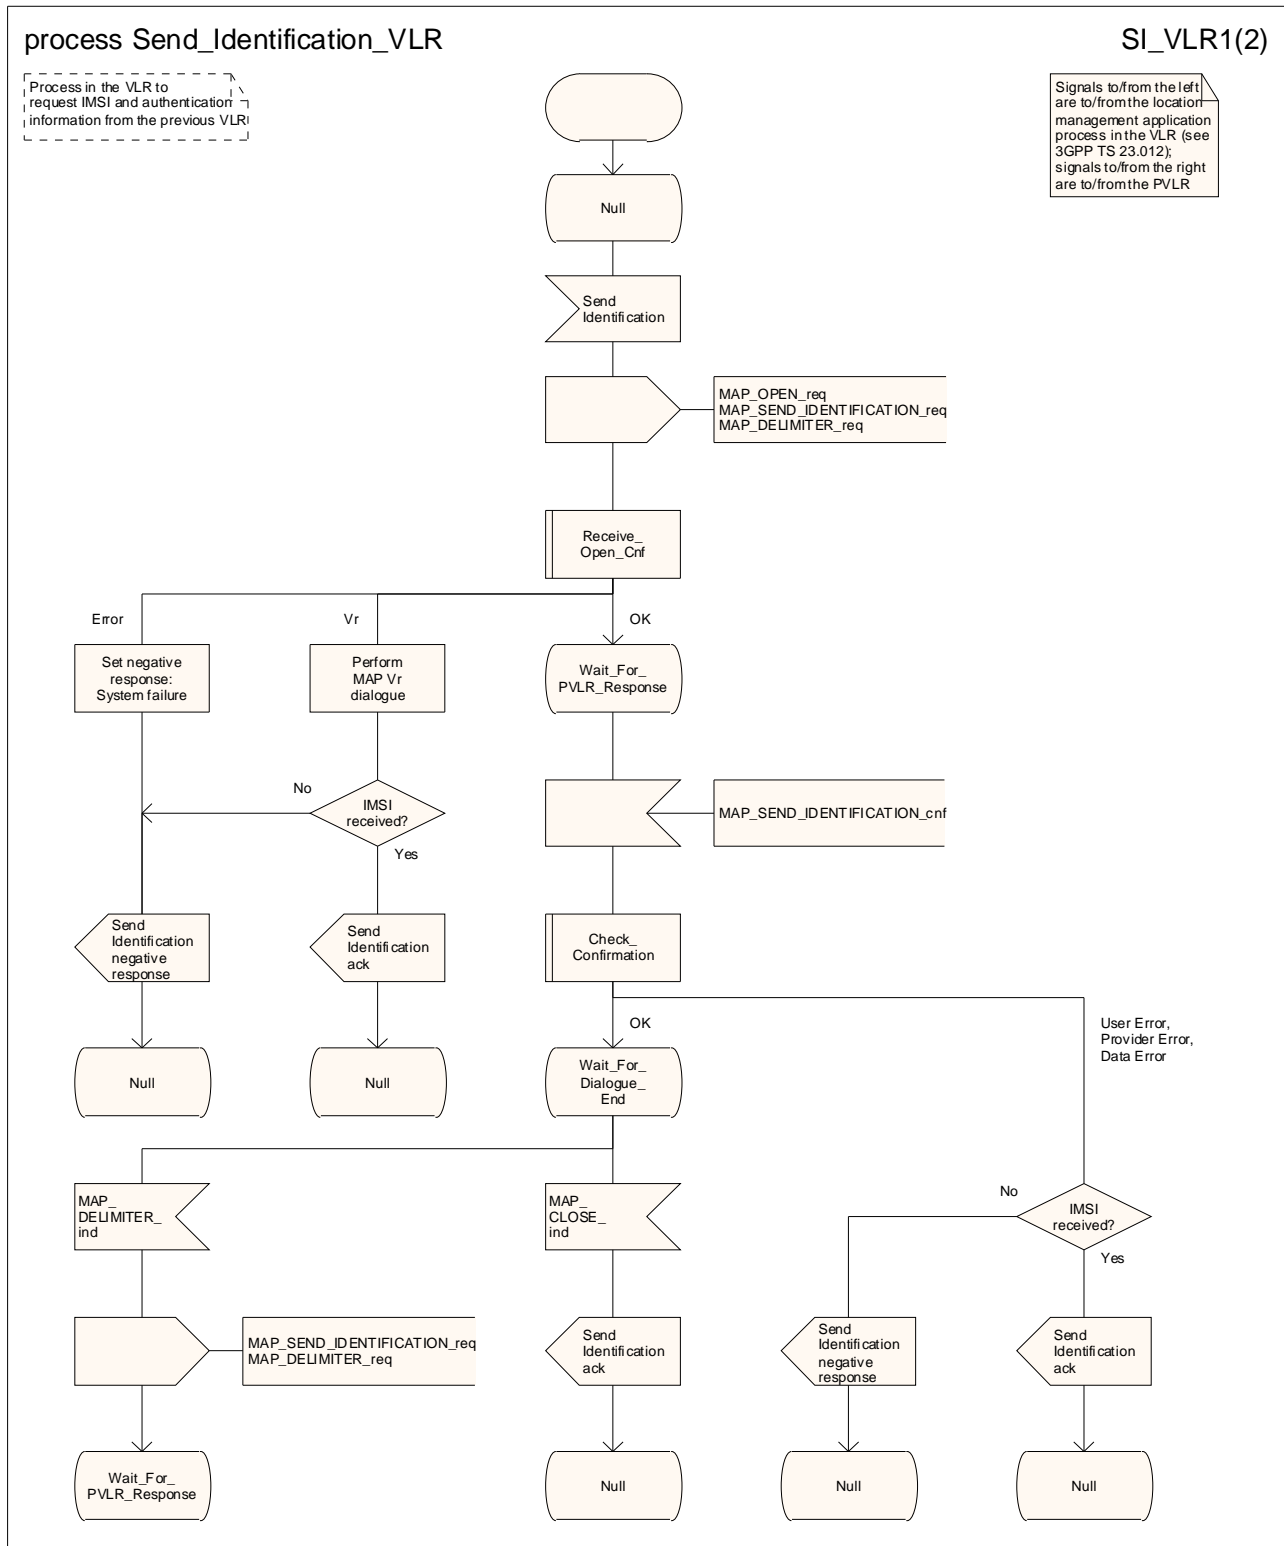 process Send_Identification_VLR
SI_VLR1(2)
Process in the VLR to
request IMSI and authentication
information from the previous VLR
Signals to/from the left
are to/from the location
management application
process in the VLR (see
3GPP TS 23.012);
signals to/from the right
are to/from the PVLR
Null
Send
Identification
MAP_OPEN_req
MAP_SEND_IDENTIFICATION_req
MAP_DELIMITER_req
Receive_
Open_Cnf
Error
Vr
OK
Set negative
response:
System failure
Perform
MAP Vr
dialogue
Wait_For_
PVLR_Response
No
IMSI
received?
Yes
MAP_SEND_IDENTIFICATION_cnf
Send
Identification
negative
response
Send
Identification
ack
Check_
Confirmation
OK
User Error,
Provider Error,
Data Error
Null
Null
Wait_For_
Dialogue_
End
MAP_
DELIMITER_
ind
MAP_
CLOSE_
ind
No
IMSI
received?
Yes
MAP_SEND_IDENTIFICATION_req
MAP_DELIMITER_req
Send
Identification
ack
Send
Identification
negative
response
Send
Identification
ack
Wait_For_
PVLR_Response
Null
Null
Null